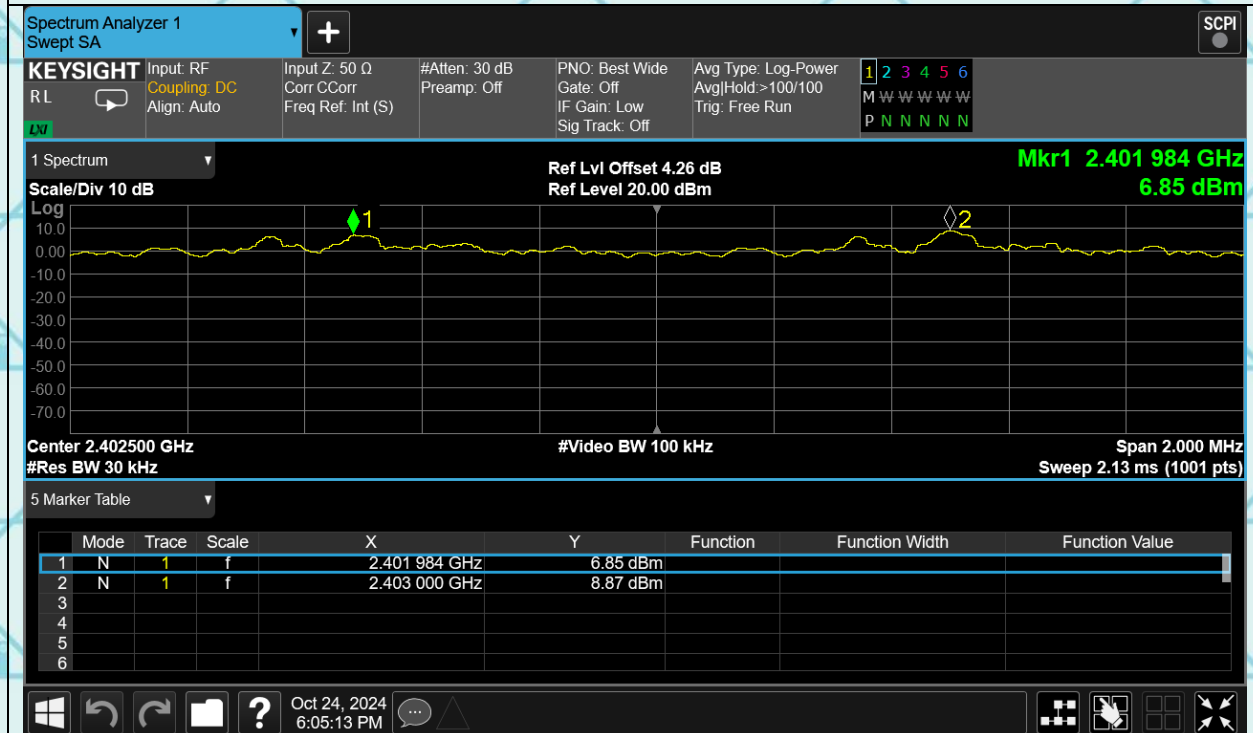 Spectrum Analyzer 1
Swept SA
+
SCPI
KEYSIGHT
RL
LXI
Input: RF
Coupling: DC
Align: Auto
Input Z: 50 Ω
Corr CCorr
Freq Ref: Int (S)
#Atten: 30 dB
Preamp: Off
PNO: Best Wide
Gate: Off
IF Gain: Low
Sig Track: Off
Avg Type: Log-Power
Avg|Hold:>100/100
Trig: Free Run
1 2 3 4 5 6
M W W W W W
P N N N N N
1 Spectrum
Scale/Div 10 dB
Ref Lvl Offset 4.26 dB
Ref Level 20.00 dBm
Mkr1 2.401 984 GHz
6.85 dBm
Log
1
2
10.0
0.00
-10.0
-20.0
-30.0
-40.0
-50.0
-60.0
-70.0
Center 2.402500 GHz
#Video BW 100 kHz
Span 2.000 MHz
#Res BW 30 kHz
Sweep 2.13 ms (1001 pts)
5 Marker Table
Mode Trace Scale X Y Function Function Width Function Value
1 N 1 f 2.401 984 GHz 6.85 dBm
2 N 1 f 2.403 000 GHz 8.87 dBm
3
4
5
6
?
Oct 24, 2024
6:05:13 PM